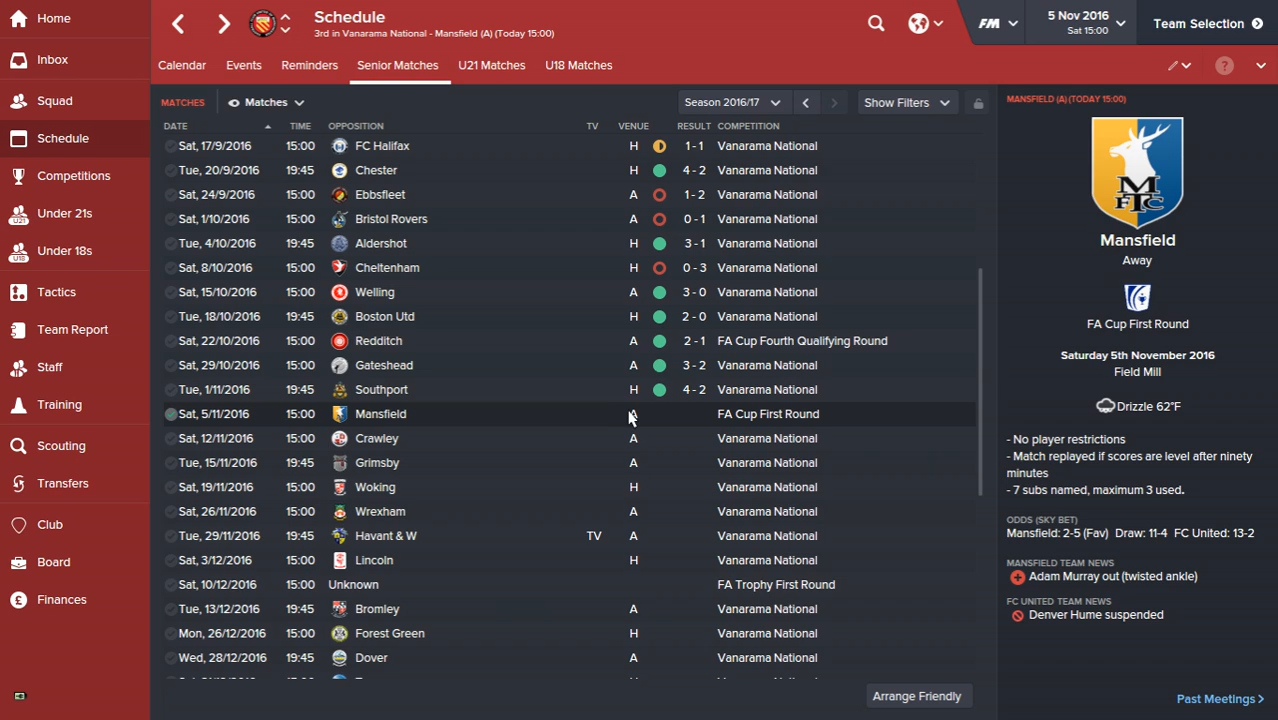 Home
Inbox
Squad
Schedule
Competitions
Under 21s
Under 18s
Tactics
Team Report
Staff
Training
Scouting
Transfers
Club
Board
Finances
Schedule
3rd in Vanarama National - Mansfield (A) (Today 15:00)
FM
5 Nov 2016
Sat 15:00
Team Selection
Calendar Events Reminders Senior Matches U21 Matches U18 Matches
MATCHES Matches Season 2016/17 Show Filters
DATE TIME OPPOSITION TV VENUE RESULT COMPETITION
Sat, 17/9/2016 15:00 FC Halifax H 1-1 Vanarama National
Tue, 20/9/2016 19:45 Chester H 4-2 Vanarama National
Sat, 24/9/2016 15:00 Ebbsfleet A 1-2 Vanarama National
Sat, 1/10/2016 15:00 Bristol Rovers A 0-1 Vanarama National
Tue, 4/10/2016 19:45 Aldershot H 3-1 Vanarama National
Sat, 8/10/2016 15:00 Cheltenham H 0-3 Vanarama National
Sat, 15/10/2016 15:00 Welling A 3-0 Vanarama National
Tue, 18/10/2016 19:45 Boston Utd H 2-0 Vanarama National
Sat, 22/10/2016 15:00 Redditch A 2-1 FA Cup Fourth Qualifying Round
Sat, 29/10/2016 15:00 Gateshead A 3-2 Vanarama National
Tue, 1/11/2016 19:45 Southport H 4-2 Vanarama National
Sat, 5/11/2016 15:00 Mansfield A FA Cup First Round
Sat, 12/11/2016 15:00 Crawley A Vanarama National
Tue, 15/11/2016 19:45 Grimsby A Vanarama National
Sat, 19/11/2016 15:00 Woking H Vanarama National
Sat, 26/11/2016 15:00 Wrexham A Vanarama National
Tue, 29/11/2016 19:45 Havant & W TV A Vanarama National
Sat, 3/12/2016 15:00 Lincoln H Vanarama National
Sat, 10/12/2016 15:00 Unknown FA Trophy First Round
Tue, 13/12/2016 19:45 Bromley A Vanarama National
Mon, 26/12/2016 15:00 Forest Green H Vanarama National
Wed, 28/12/2016 19:45 Dover A Vanarama National
Arrange Friendly
MANSFIELD (A) (TODAY 15:00)
M
FTC
Mansfield
Away
FA Cup First Round
Saturday 5th November 2016
Field Mill
Drizzle 62°F
- No player restrictions
- Match replayed if scores are level after ninety
minutes
- 7 subs named, maximum 3 used.
ODDS (SKY BET)
Mansfield: 2-5 (Fav) Draw: 11-4 FC United: 13-2
MANSFIELD TEAM NEWS
Adam Murray out (twisted ankle)
FC UNITED TEAM NEWS
Denver Hume suspended
Past Meetings >